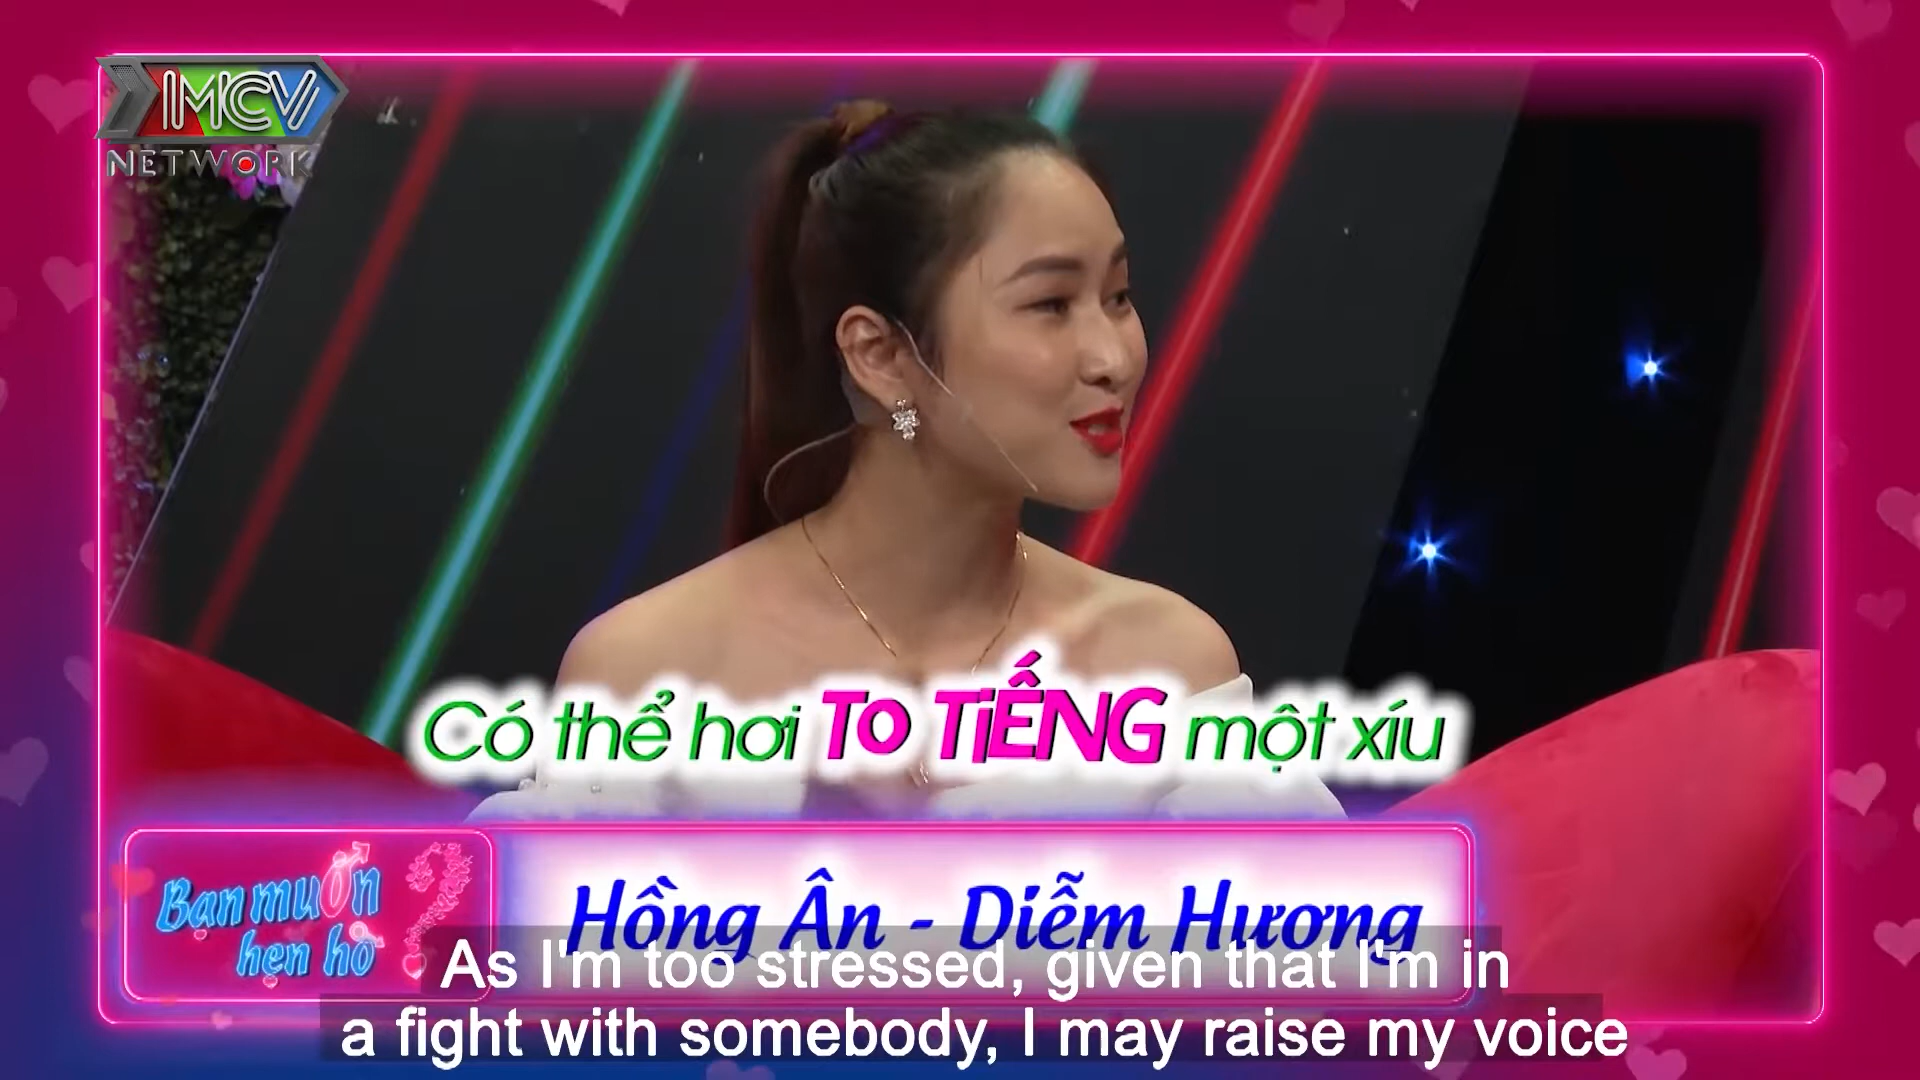 MCV
NETWORK
Có thể hơi TO TiẾNG một xíu
Bạn muốn
hẹn hò
?
Hồng Ân - Diễm Hương
As I'm too stressed, given that I'm in
a fight with somebody, I may raise my voice